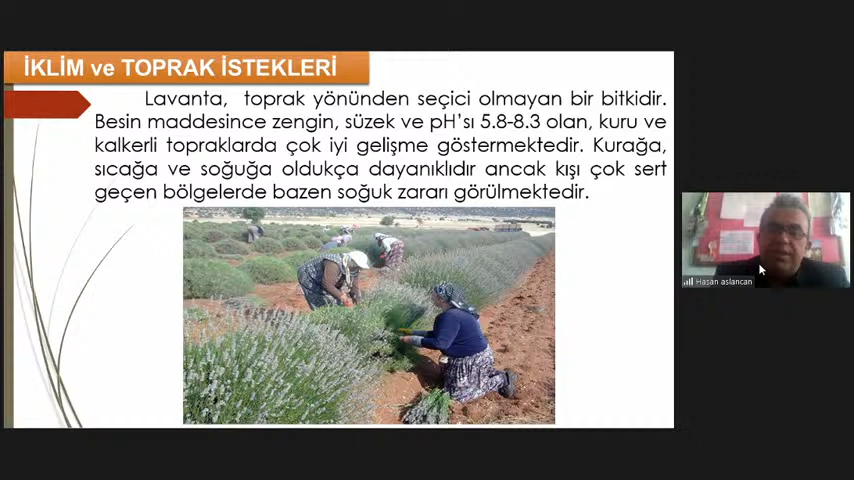 İKLİM ve TOPRAK İSTEKLERİ
Lavanta, toprak yönünden seçici olmayan bir bitkidir.
Besin maddesince zengin, süzek ve pH'sı 5.8-8.3 olan, kuru ve
kalkerli topraklarda çok iyi gelişme göstermektedir. Kurağa,
sıcağa ve soğuğa oldukça dayanıklıdır ancak kışı çok sert
geçen bölgelerde bazen soğuk zararı görülmektedir.
Hasan aslancan